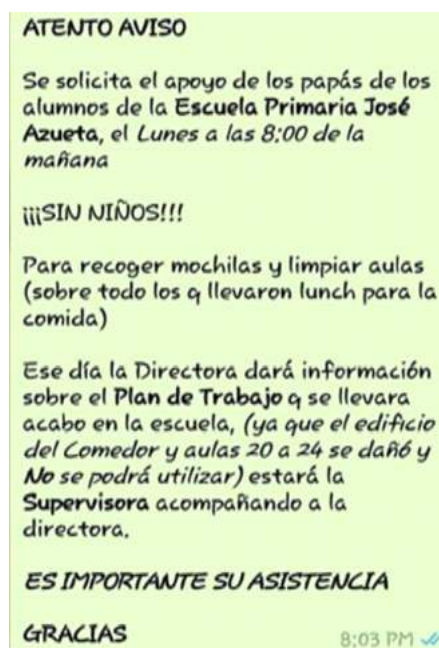 ATENTO AVISO
Se solicita el apoyo de los papás de los
alumnos de la Escuela Primaria José
Azueta, el Lunes a las 8:00 de la
mañana
¡¡¡SIN NIÑOS!!!
Para recoger mochilas y limpiar aulas
(sobre todo los q llevaron lunch para la
comida)
Ese día la Directora dará información
sobre el Plan de Trabajo q se llevara
acabo en la escuela, (ya que el edificio
del Comedor y aulas 20 a 24 se dañó y
No se podrá utilizar) estará la
Supervisora acompañando a la
directora.
ES IMPORTANTE SU ASISTENCIA
GRACIAS
8:03 PM